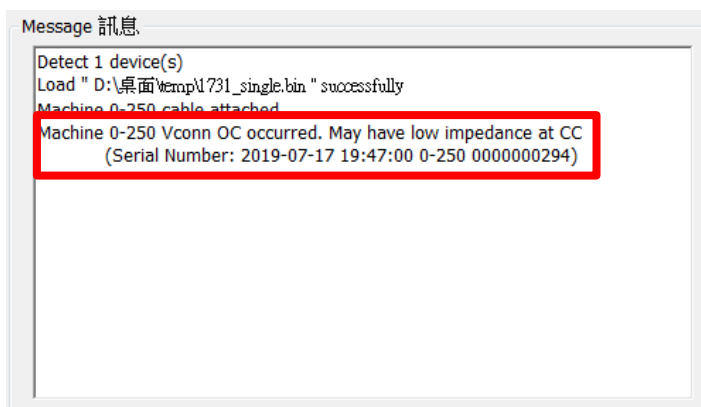 Message 訊息
Detect 1 device(s)
Load " D:\桌面\temp\1731_single.bin " successfully
Machine 0-250 cable attached
Machine 0-250 Vconn OC occurred. May have low impedance at CC
(Serial Number: 2019-07-17 19:47:00 0-250 0000000294)